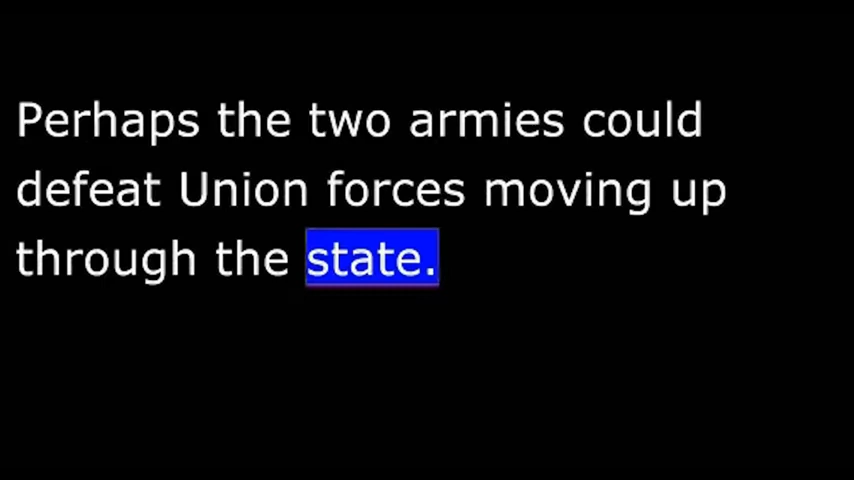 Perhaps the two armies could
defeat Union forces moving up
through the state.